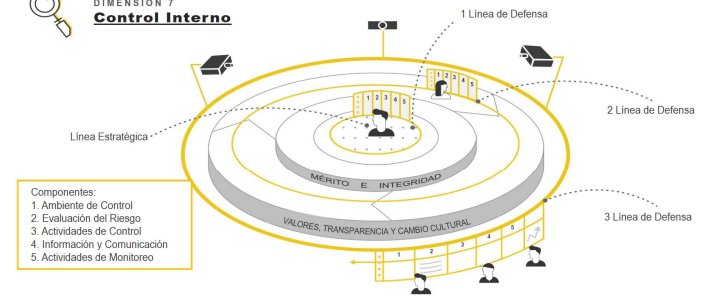 DIMENSIÓN 7
Control Interno
1 Línea de Defensa
1 2 3 4 5
1 2 3 4 5
2 Línea de Defensa
Línea Estratégica
MÉRITO E INTEGRIDAD
VALORES, TRANSPARENCIA Y CAMBIO CULTURAL
3 Línea de Defensa
1 2 3 4 5
Componentes:
1. Ambiente de Control
2. Evaluación del Riesgo
3. Actividades de Control
4. Información y Comunicación
5. Actividades de Monitoreo